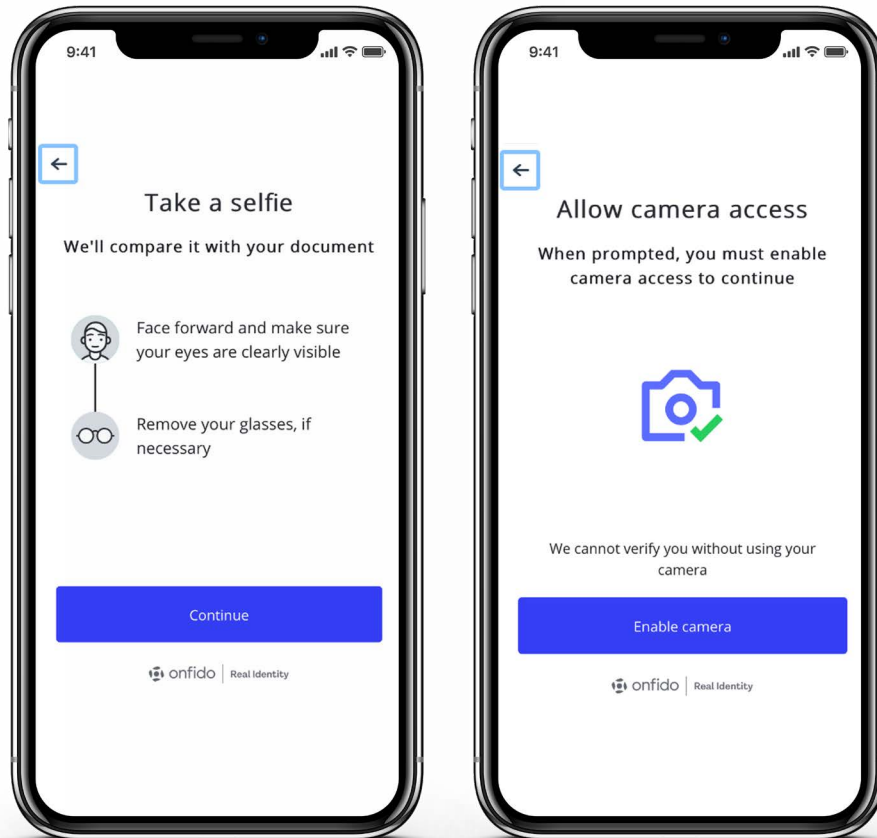 9:41
Take a selfie
We'll compare it with your document
Face forward and make sure
your eyes are clearly visible
Remove your glasses, if
necessary
Continue
onfido | Real Identity
9:41
Allow camera access
When prompted, you must enable
camera access to continue
We cannot verify you without using your
camera
Enable camera
onfido | Real Identity